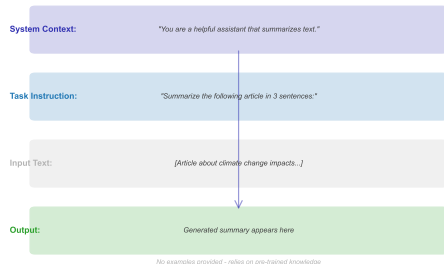 System Context: "You are a helpful assistant that summarizes text."
Task Instruction: "Summarize the following article in 3 sentences:"
Input Text: [Article about climate change impacts...]
Output: Generated summary appears here
No examples provided - relies on pre-trained knowledge